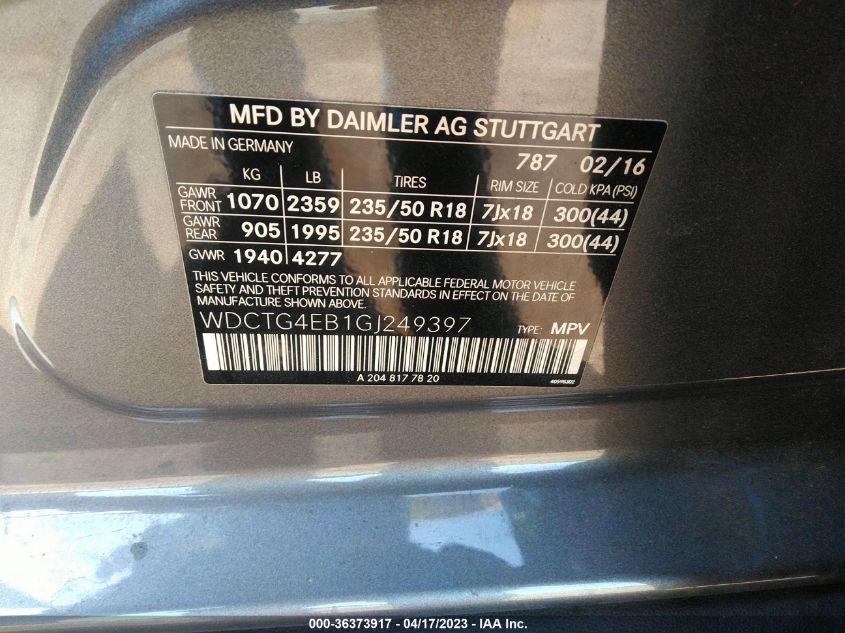 MFD BY DAIMLER AG STUTTGART
MADE IN GERMANY 787 02/16
KG LB TIRES RIM SIZE COLD KPA (PSI)
GAWR FRONT 1070 2359 235/50 R18 7Jx18 300(44)
GAWR REAR 905 1995 235/50 R18 7Jx18 300(44)
GVWR 1940 4277
THIS VEHICLE CONFORMS TO ALL APPLICABLE FEDERAL MOTOR VEHICLE
SAFETY AND THEFT PREVENTION STANDARDS IN EFFECT ON THE DATE OF
MANUFACTURE SHOWN ABOVE.
WDCTG4EB1GJ249397 TYPE: MPV
A 204 817 78 20
000-36373917 - 04/17/2023 - IAA Inc.